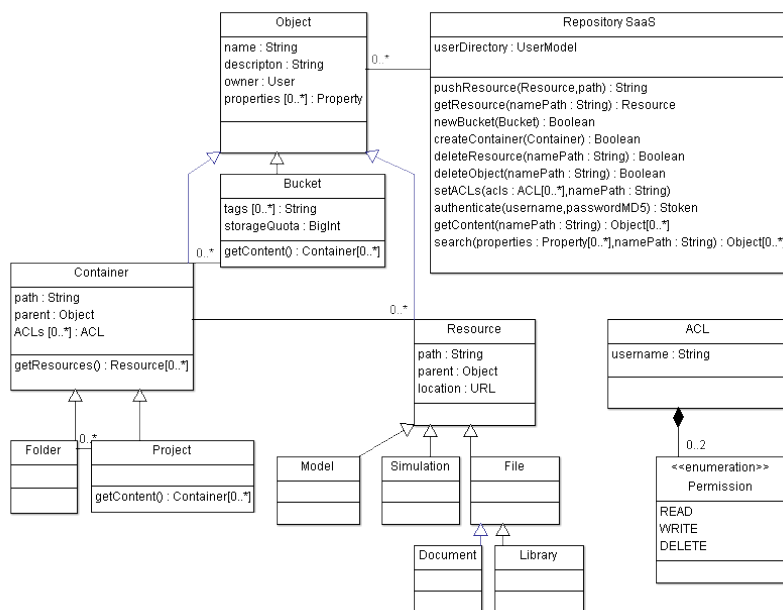 Object
name : String
descripton : String
owner : User
properties [0..*] : Property
0..*
Repository SaaS
userDirectory : UserModel
pushResource(Resource,path) : String
getResource(namePath : String) : Resource
newBucket(Bucket) : Boolean
createContainer(Container) : Boolean
deleteResource(namePath : String) : Boolean
deleteObject(namePath : String) : Boolean
setACLs(acls : ACL[0..*],namePath : String)
authenticate(username,passwordMD5) : Stoken
getContent(namePath : String) : Object[0..*]
search(properties : Property[0..*],namePath : String) : Object[0..*]
Bucket
tags [0..*] : String
storageQuota : BigInt
getContent() : Container[0..*]
0..*
Container
path : String
parent : Object
ACLs [0..*] : ACL
getResources() : Resource[0..*]
0..*
Resource
path : String
parent : Object
location : URL
ACL
username : String
0..2
<<enumeration>>
Permission
READ
WRITE
DELETE
Folder
0..*
Project
getContent() : Container[0..*]
Model
Simulation
File
Document
Library